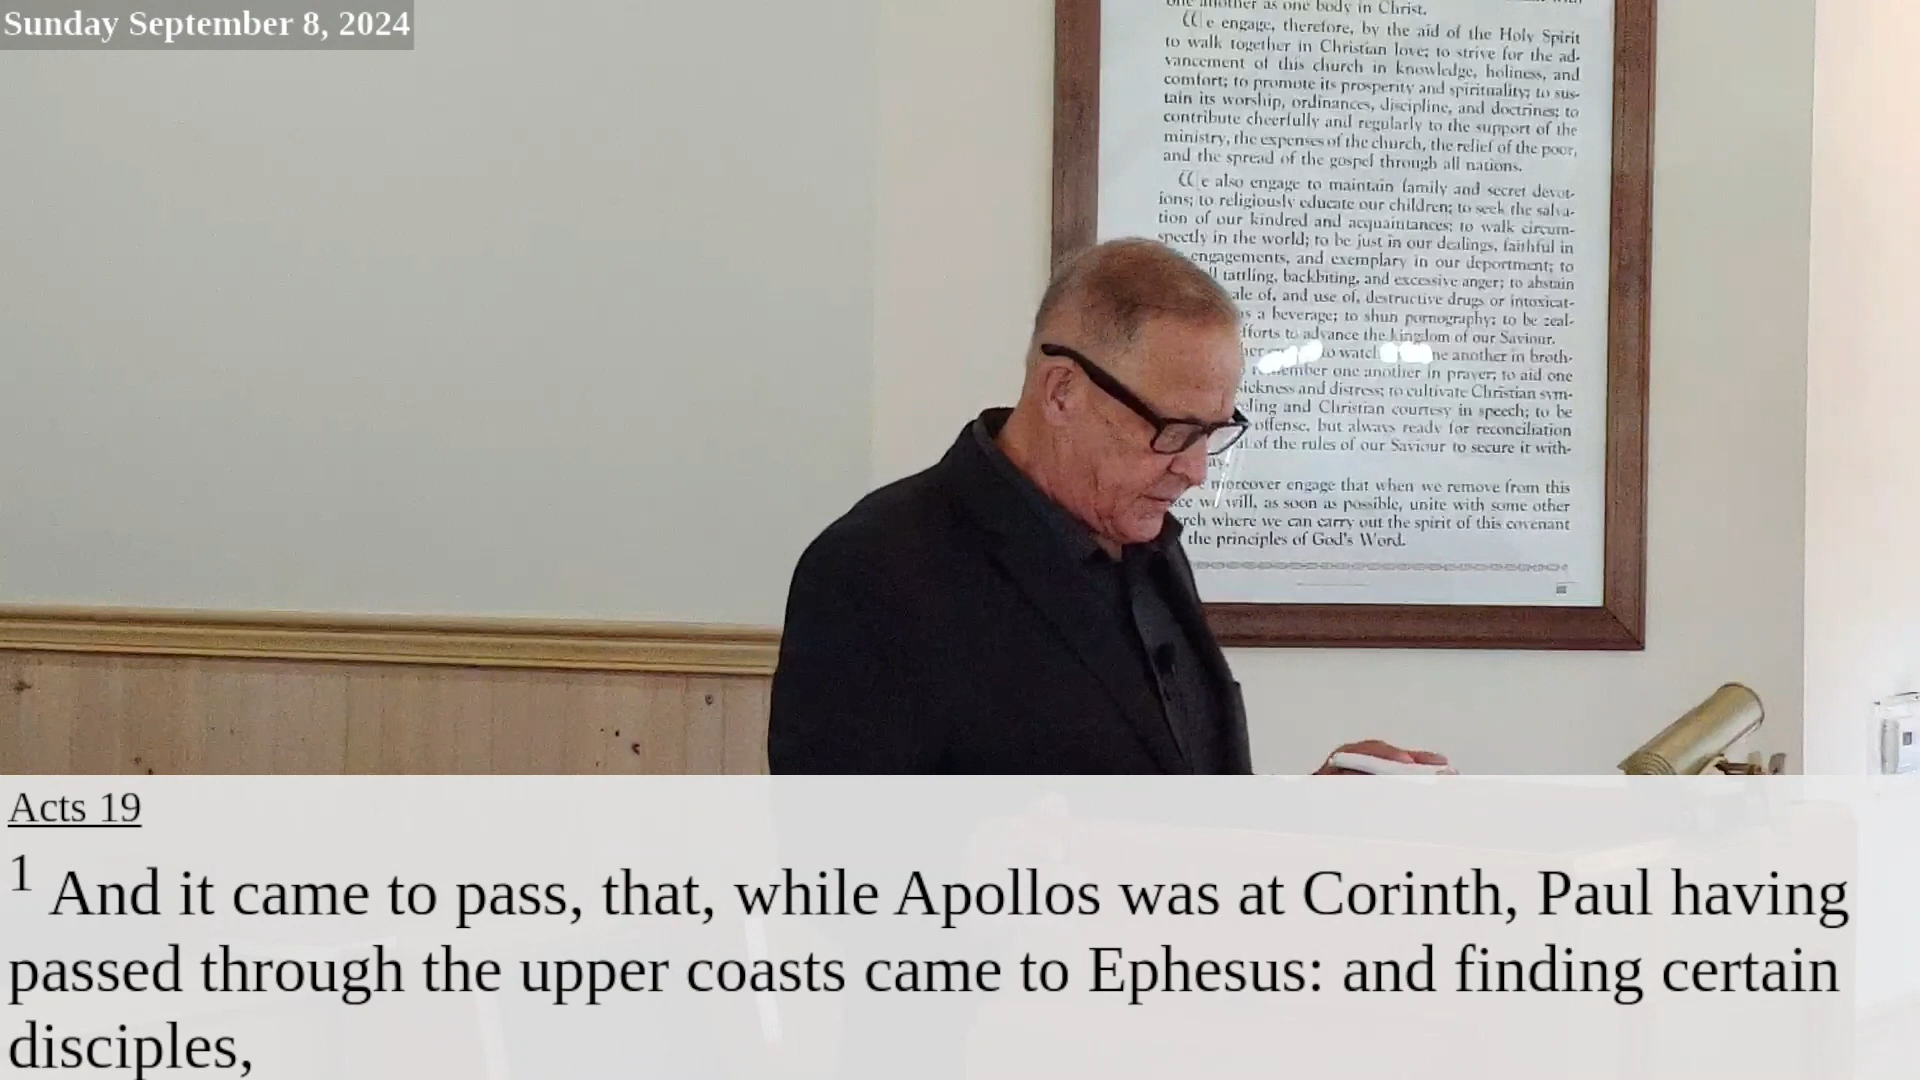 Sunday September 8, 2024
one another as one body in Christ.
We engage, therefore, by the aid of the Holy Spirit
to walk together in Christian love; to strive for the ad-
vancement of this church in knowledge, holiness, and
comfort; to promote its prosperity and spirituality; to sus-
tain its worship, ordinances, discipline, and doctrines; to
contribute cheerfully and regularly to the support of the
ministry, the expenses of the church, the relief of the poor,
and the spread of the gospel through all nations.
We also engage to maintain family and secret devot-
ions; to religiously educate our children; to seek the salva-
tion of our kindred and acquaintances; to walk circum-
spectly in the world; to be just in our dealings, faithful in
engagements, and exemplary in our deportment; to
tattling, backbiting, and excessive anger; to abstain
of, and use of, destructive drugs or intoxicat-
a beverage; to shun pornography; to be zeal-
to advance the kingdom of our Saviour.
to watch one another in broth-
remember one another in prayer; to aid one
sickness and distress; to cultivate Christian sym-
and Christian courtesy in speech; to be
offense, but always ready for reconciliation
of the rules of our Saviour to secure it with-
moreover engage that when we remove from this
we will, as soon as possible, unite with some other
where we can carry out the spirit of this covenant
the principles of God's Word.
Acts 19
1 And it came to pass, that, while Apollos was at Corinth, Paul having
passed through the upper coasts came to Ephesus: and finding certain
disciples,